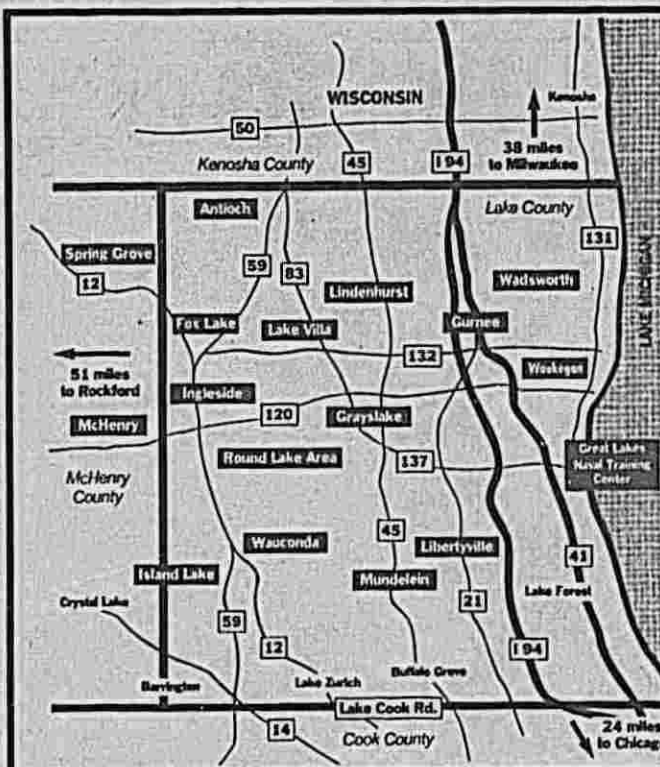 WISCONSIN
Kenosha
50
38 miles
to Milwaukee
Kenosha County
45
I 94
Antioch
Lake County
131
Spring Grove
59
83
12
Lindenhurst
Wadsworth
LAKE MICHIGAN
Fox Lake
Lake Villa
Gurnee
132
51 miles
to Rockford
Waukegan
Ingleside
120
McHenry
Grayslake
Great Lakes
Naval Training
Center
Round Lake Area
137
McHenry
County
45
Wauconda
Libertyville
41
Island Lake
Mundelein
Crystal Lake
59
21
Lake Forest
12
I 94
Buffalo Grove
Barrington
Lake Zurich
Lake Cook Rd.
24 miles
to Chicag
14
Cook County